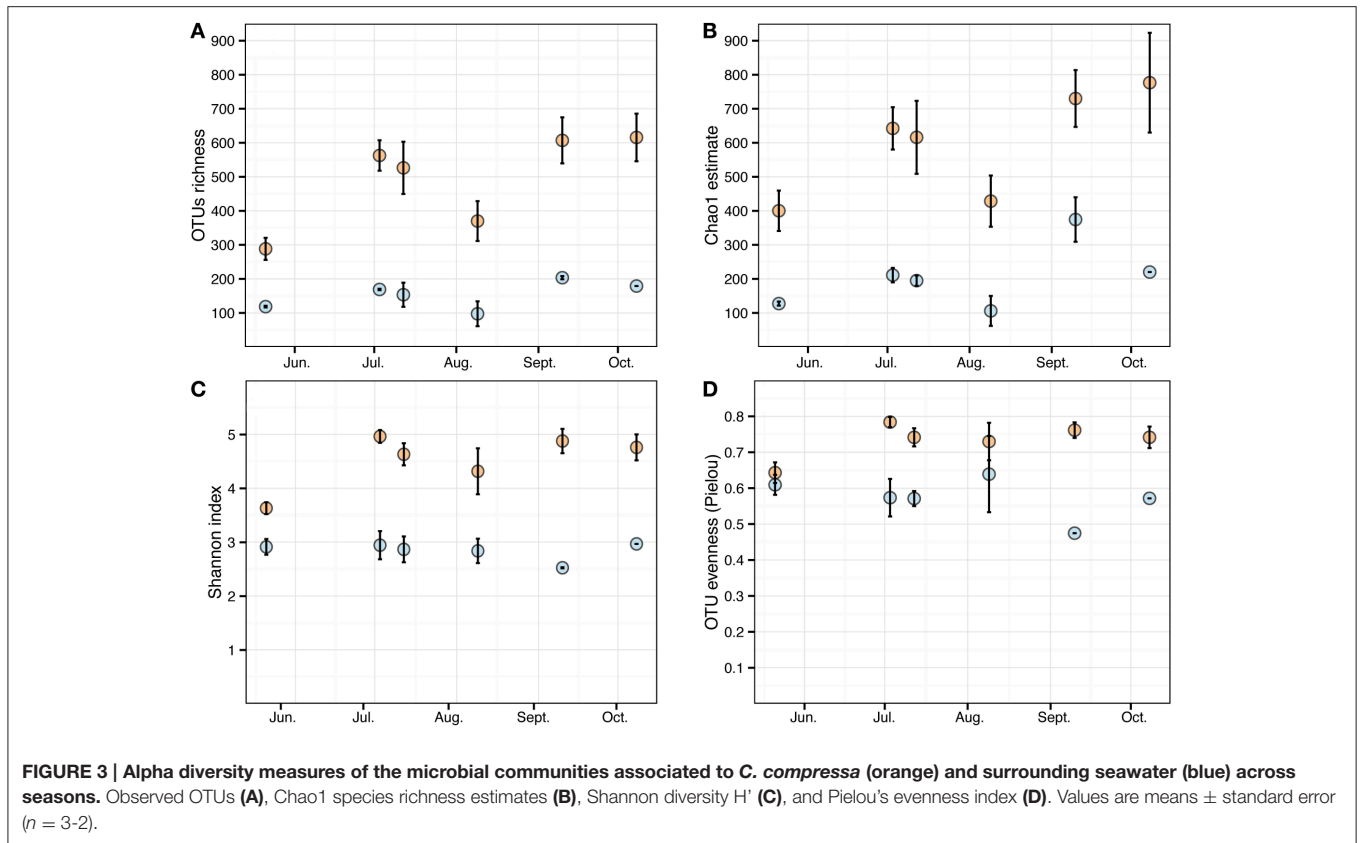 A
900
800
700
600
500
400
300
200
100
OTUs richness
Jun. Jul. Aug. Sept. Oct.
B
900
800
700
600
500
400
300
200
100
Chao1 estimate
Jun. Jul. Aug. Sept. Oct.
C
5
4
3
2
1
Shannon index
Jun. Jul. Aug. Sept. Oct.
D
0.8
0.7
0.6
0.5
0.4
0.3
0.2
0.1
OTU evenness (Pielou)
Jun. Jul. Aug. Sept. Oct.
FIGURE 3 | Alpha diversity measures of the microbial communities associated to C. compressa (orange) and surrounding seawater (blue) across
seasons. Observed OTUs (A), Chao1 species richness estimates (B), Shannon diversity H' (C), and Pielou's evenness index (D). Values are means ± standard error
(n = 3-2).